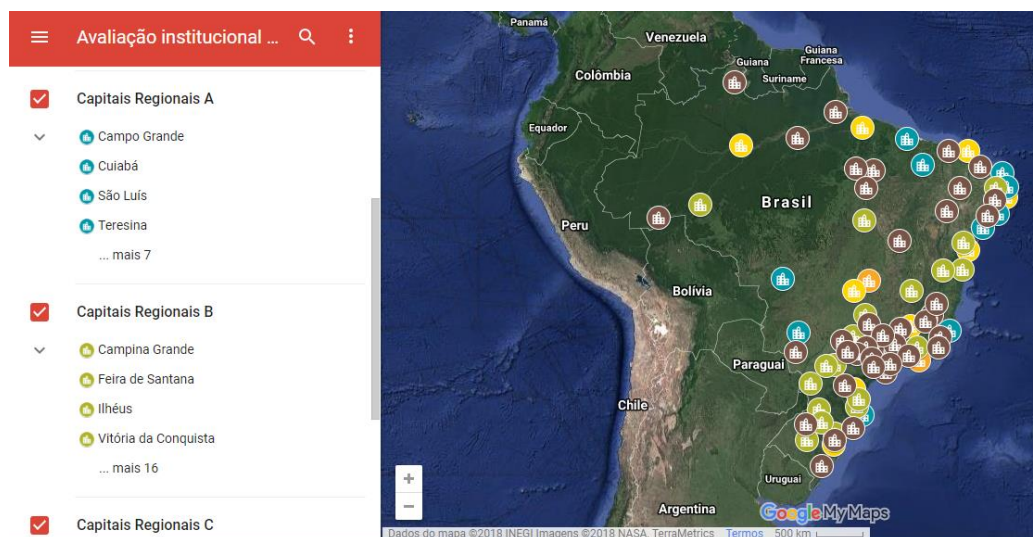 Avaliação institucional ...
Capitais Regionais A
Campo Grande
Cuiabá
São Luís
Teresina
... mais 7
Capitais Regionais B
Campina Grande
Feira de Santana
Ilhéus
Vitória da Conquista
... mais 16
Capitais Regionais C
Panamá
Venezuela
Guiana
Guiana Francesa
Suriname
Colômbia
Equador
Brasil
Peru
Bolívia
Paraguai
Chile
Uruguai
Argentina
Google My Maps
Dados do mapa ©2018 INEGI Imagens ©2018 NASA, TerraMetrics Termos 500 km